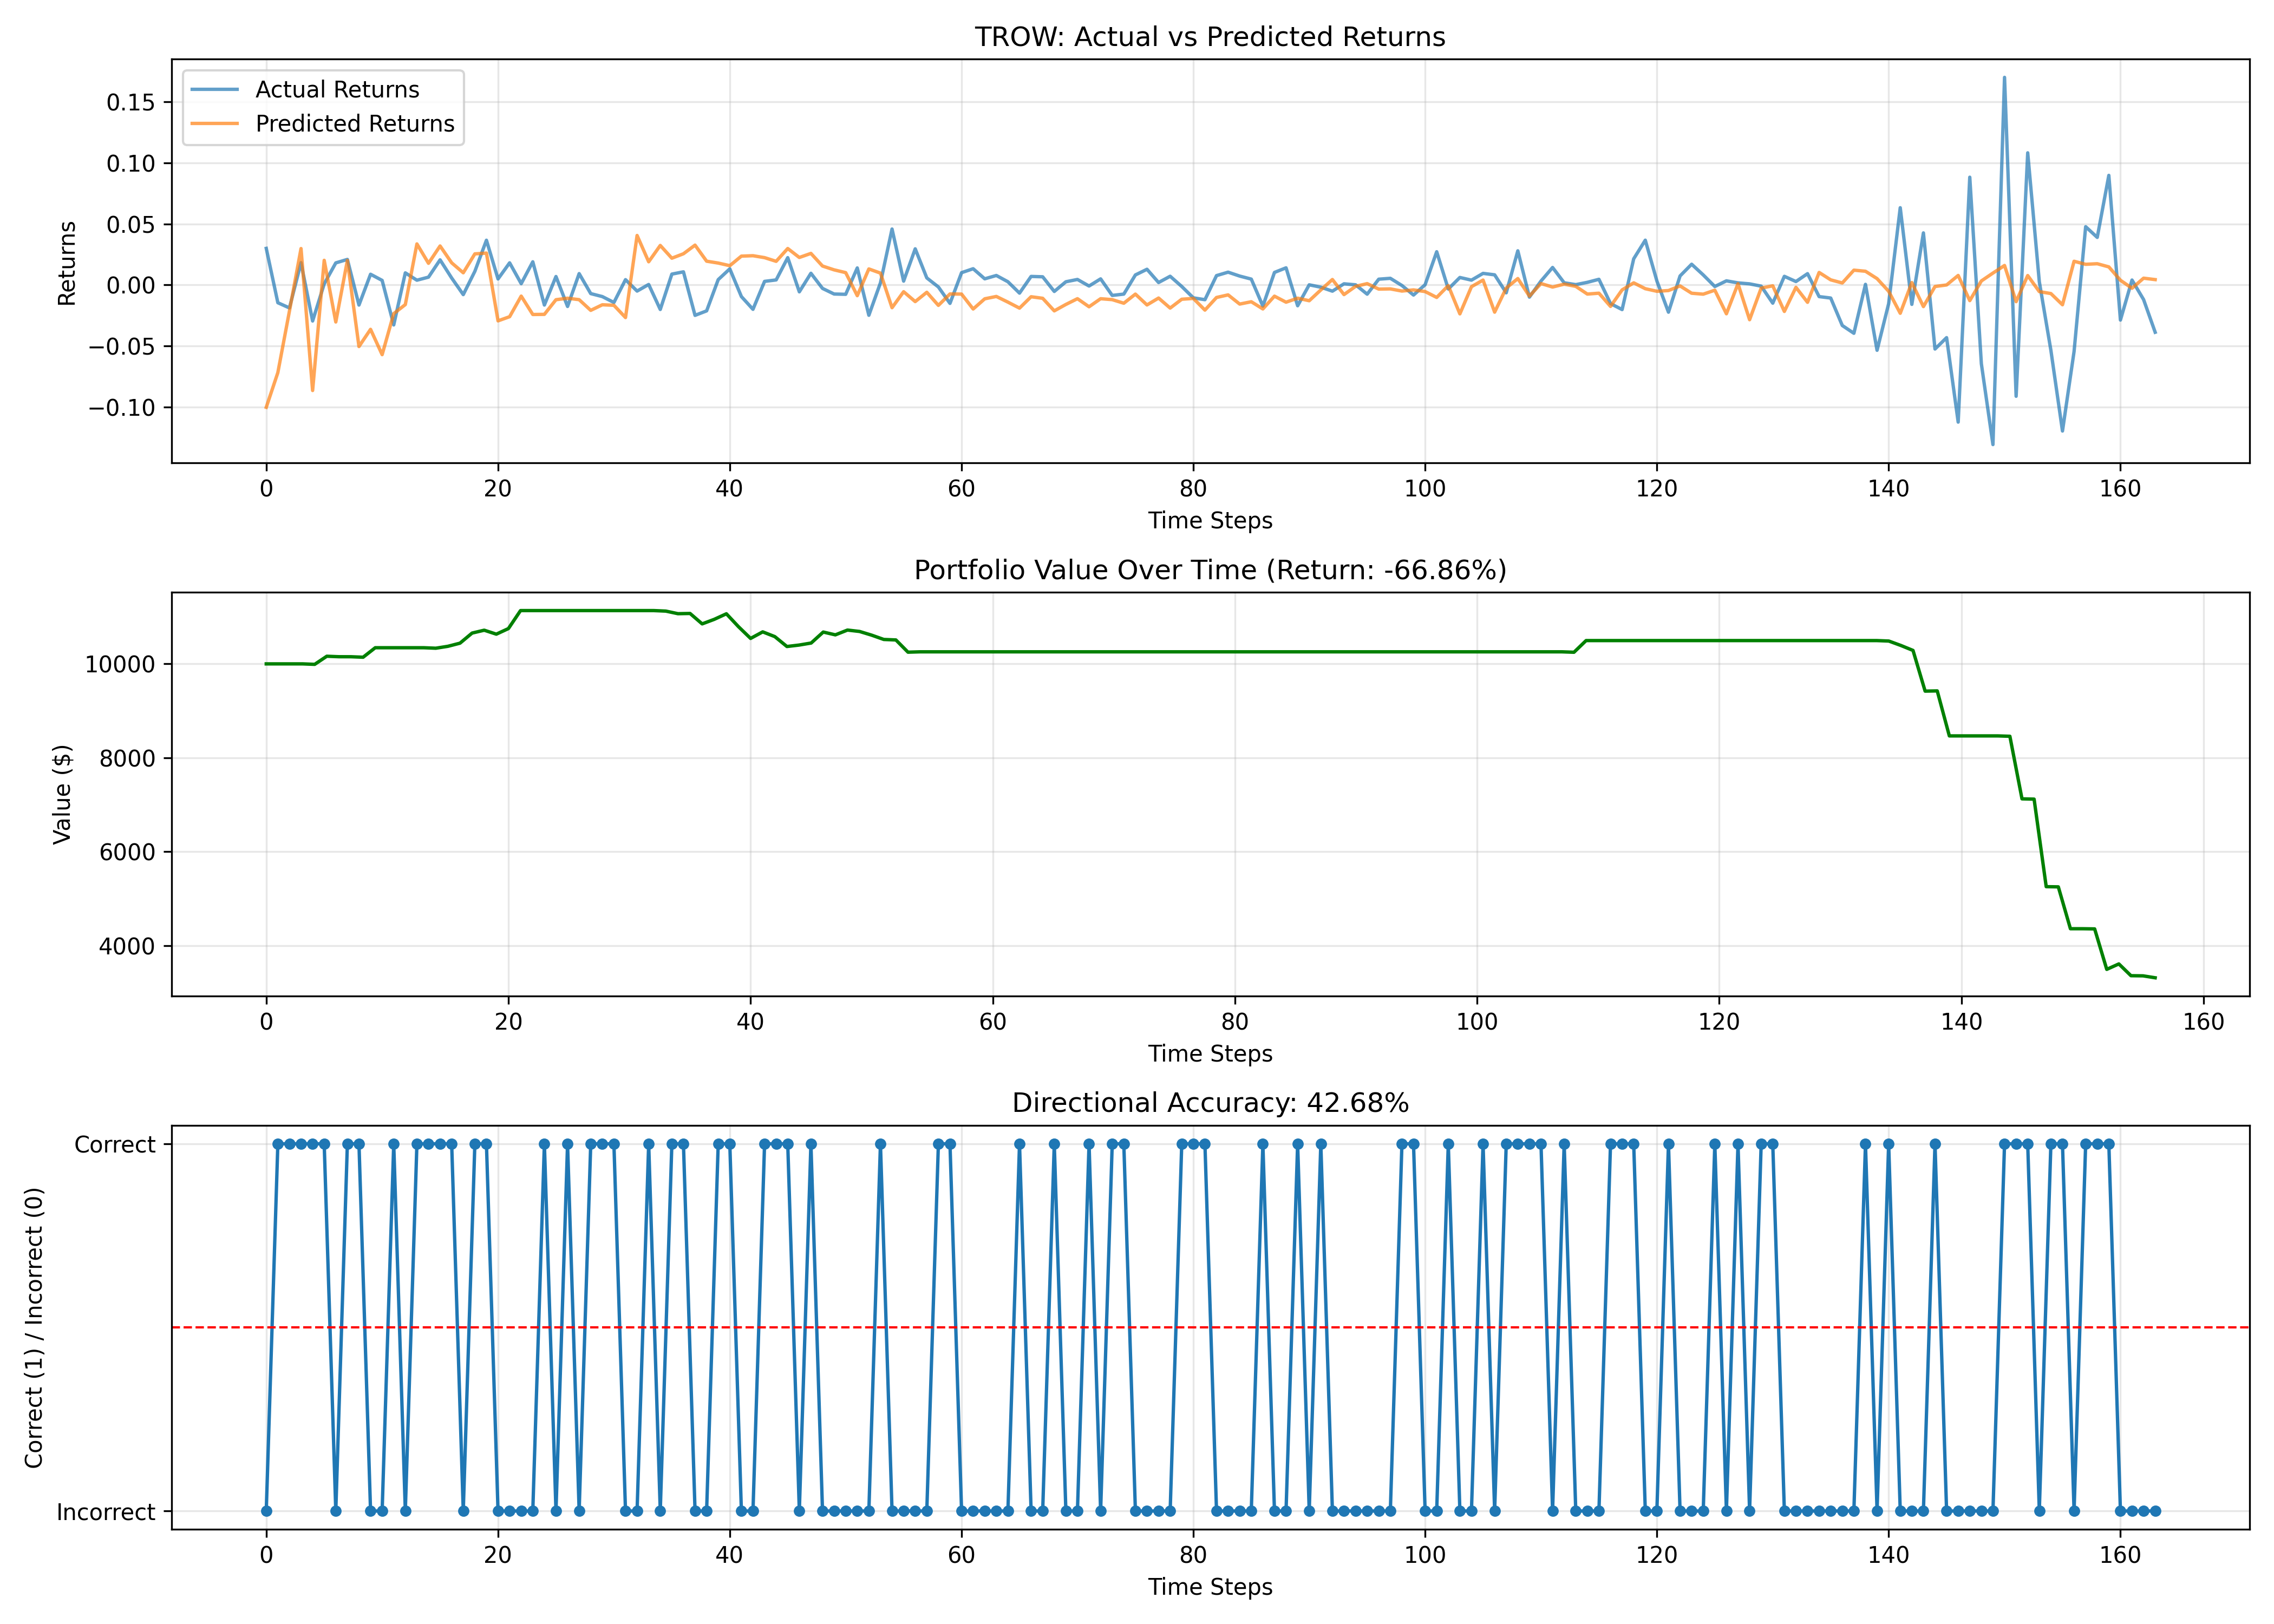 TROW: Actual vs Predicted Returns
Actual Returns
Predicted Returns
Returns
0.15
0.10
0.05
0.00
−0.05
−0.10
0 20 40 60 80 100 120 140 160
Time Steps
Portfolio Value Over Time (Return: -66.86%)
Value ($)
10000
8000
6000
4000
0 20 40 60 80 100 120 140 160
Time Steps
Directional Accuracy: 42.68%
Correct (1) / Incorrect (0)
Correct
Incorrect
0 20 40 60 80 100 120 140 160
Time Steps